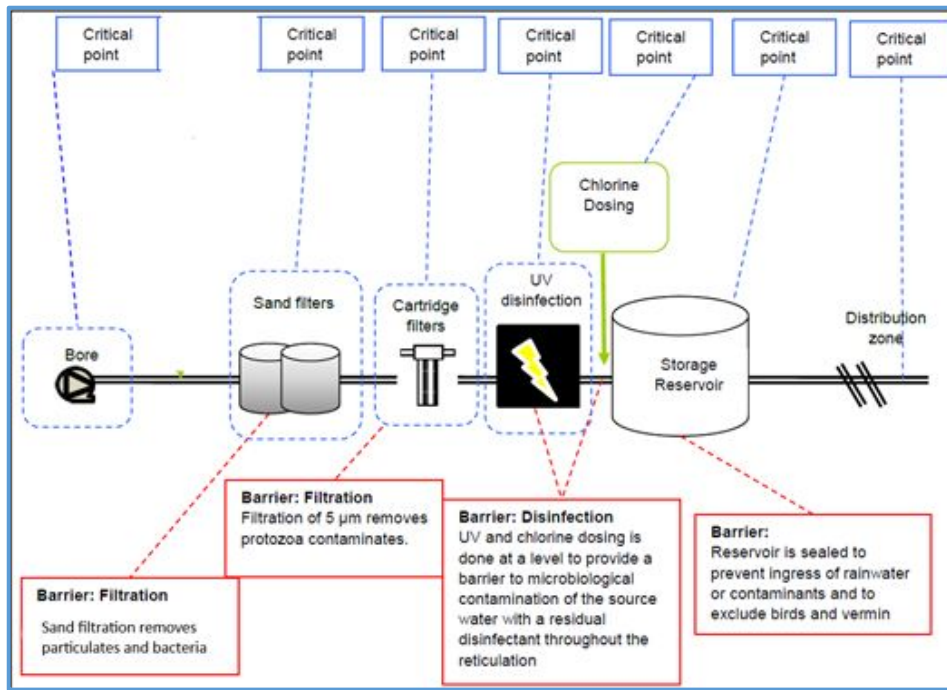 Critical
point
Critical
point
Critical
point
Critical
point
Critical
point
Critical
point
Critical
point
Chlorine
Dosing
Bore
Sand filters
Cartridge
filters
UV
disinfection
Storage
Reservoir
Distribution
zone
Barrier: Filtration
Sand filtration removes
particulates and bacteria
Barrier: Filtration
Filtration of 5 µm removes
protozoa contaminates.
Barrier: Disinfection
UV and chlorine dosing is
done at a level to provide a
barrier to microbiological
contamination of the source
water with a residual
disinfectant throughout the
reticulation
Barrier:
Reservoir is sealed to
prevent ingress of rainwater
or contaminants and to
exclude birds and vermin